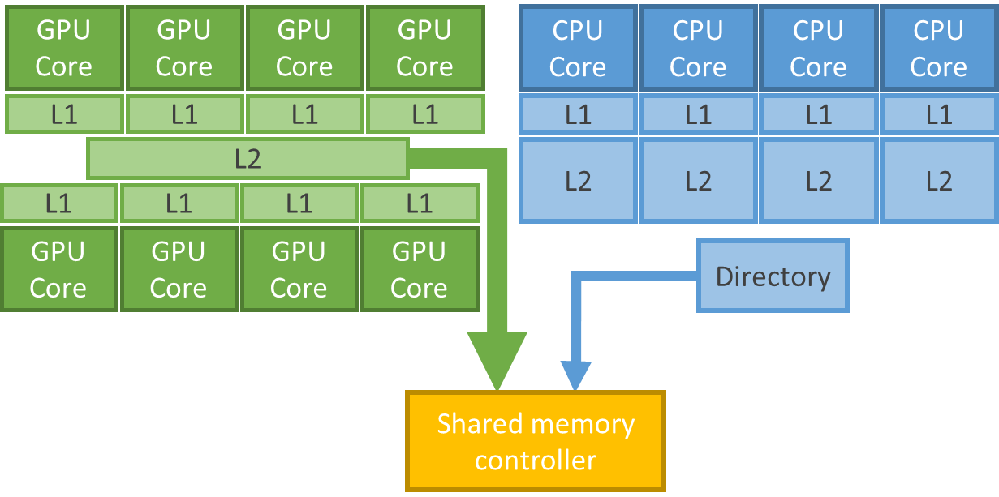 GPU Core
GPU Core
GPU Core
GPU Core
L1
L1
L1
L1
L2
L1
L1
L1
L1
GPU Core
GPU Core
GPU Core
GPU Core
CPU Core
CPU Core
CPU Core
CPU Core
L1
L1
L1
L1
L2
L2
L2
L2
Directory
Shared memory
controller